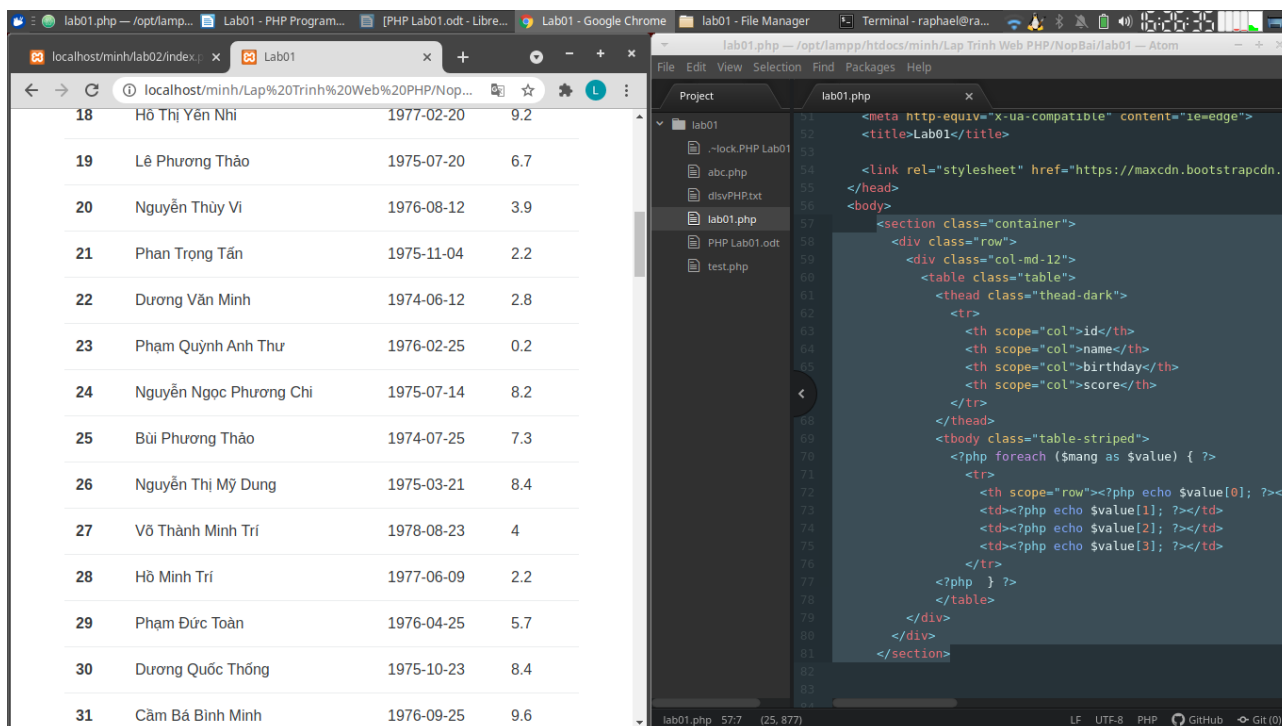 lab01.php — /opt/lamp... Lab01 - PHP Program... [PHP Lab01.odt - Libre... Lab01 - Google Chrome lab01 - File Manager Terminal - raphael@ra... 15:25:35
localhost/minh/lab02/index.p Lab01
localhost/minh/Lap%20Trinh%20Web%20PHP/Nop... L
18 Hồ Thị Yến Nhi 1977-02-20 9.2
19 Lê Phương Thảo 1975-07-20 6.7
20 Nguyễn Thùy Vi 1976-08-12 3.9
21 Phan Trọng Tấn 1975-11-04 2.2
22 Dương Văn Minh 1974-06-12 2.8
23 Phạm Quỳnh Anh Thư 1976-02-25 0.2
24 Nguyễn Ngọc Phương Chi 1975-07-14 8.2
25 Bùi Phương Thảo 1974-07-25 7.3
26 Nguyễn Thị Mỹ Dung 1975-03-21 8.4
27 Võ Thành Minh Trí 1978-08-23 4
28 Hồ Minh Trí 1977-06-09 2.2
29 Phạm Đức Toàn 1976-04-25 5.7
30 Dương Quốc Thống 1975-10-23 8.4
31 Cầm Bá Bình Minh 1976-09-25 9.6
lab01.php — /opt/lampp/htdocs/minh/Lap Trinh Web PHP/NopBai/lab01 — Atom
File Edit View Selection Find Packages Help
Project
lab01
.~lock.PHP Lab01
abc.php
dlsvPHP.txt
lab01.php
PHP Lab01.odt
test.php
lab01.php
51 <meta http-equiv="x-ua-compatible" content="ie=edge">
52 <title>Lab01</title>
53
54 <link rel="stylesheet" href="https://maxcdn.bootstrapcdn.
55 </head>
56 <body>
57 <section class="container">
58 <div class="row">
59 <div class="col-md-12">
60 <table class="table">
61 <thead class="thead-dark">
62 <tr>
63 <th scope="col">id</th>
64 <th scope="col">name</th>
65 <th scope="col">birthday</th>
<th scope="col">score</th>
</tr>
68 </thead>
69 <tbody class="table-striped">
70 <?php foreach ($mang as $value) { ?>
71 <tr>
72 <th scope="row"><?php echo $value[0]; ?><
73 <td><?php echo $value[1]; ?></td>
74 <td><?php echo $value[2]; ?></td>
75 <td><?php echo $value[3]; ?></td>
76 </tr>
77 <?php } ?>
78 </table>
79 </div>
80 </div>
81 </section>
82
83
lab01.php 57:7 (25, 877) LF UTF-8 PHP GitHub Git (0)